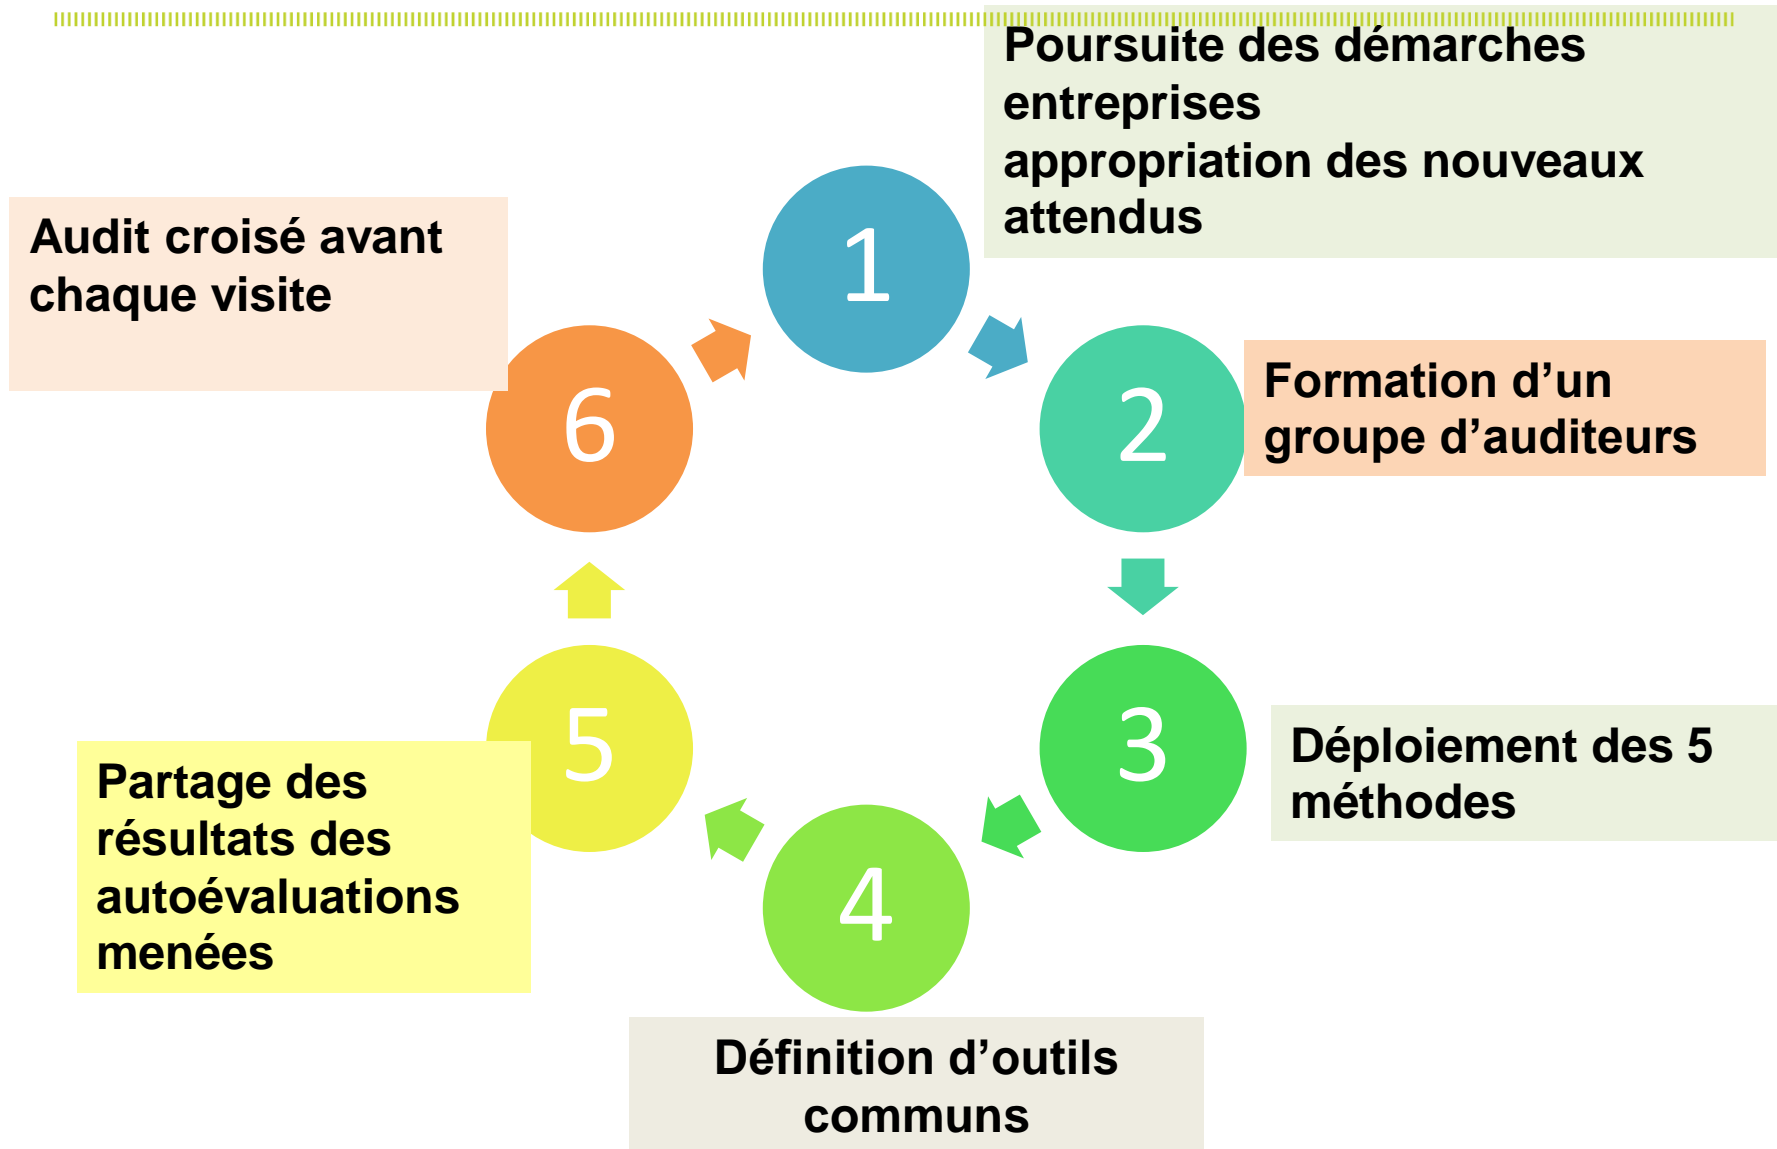 1
Poursuite des démarches
entreprises
appropriation des nouveaux
attendus
2
Formation d’un
groupe d’auditeurs
3
Déploiement des 5
méthodes
4
Définition d’outils
communs
5
Partage des
résultats des
autoévaluations
menées
6
Audit croisé avant
chaque visite